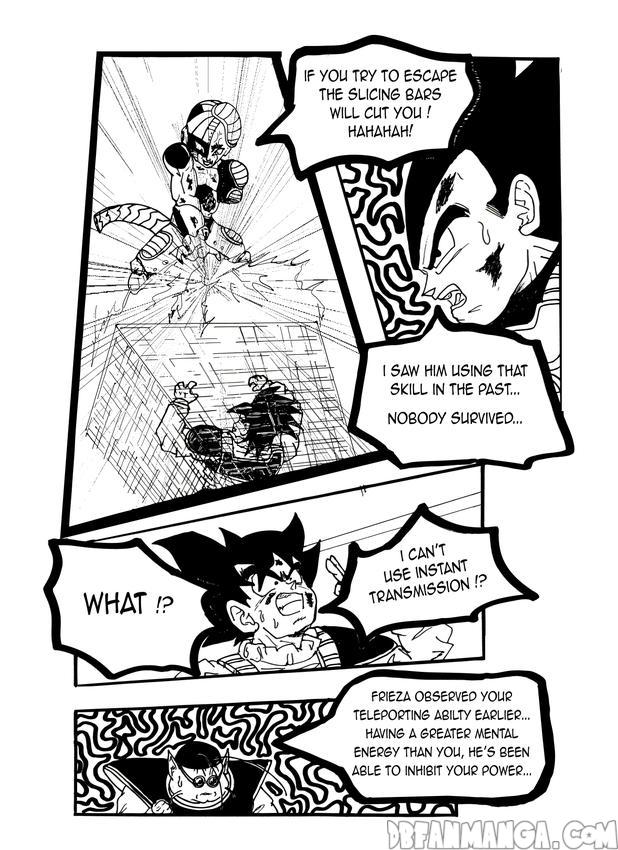 IF YOU TRY TO ESCAPE
THE SLICING BARS
WILL CUT YOU !
HAHAHAH!
I SAW HIM USING THAT
SKILL IN THE PAST...
NOBODY SURVIVED...
WHAT !?
I CAN'T
USE INSTANT
TRANSMISSION !?
FRIEZA OBSERVED YOUR
TELEPORTING ABILTY EARLIER...
HAVING A GREATER MENTAL
ENERGY THAN YOU, HE'S BEEN
ABLE TO INHIBIT YOUR POWER...
DBFANMANGA.COM